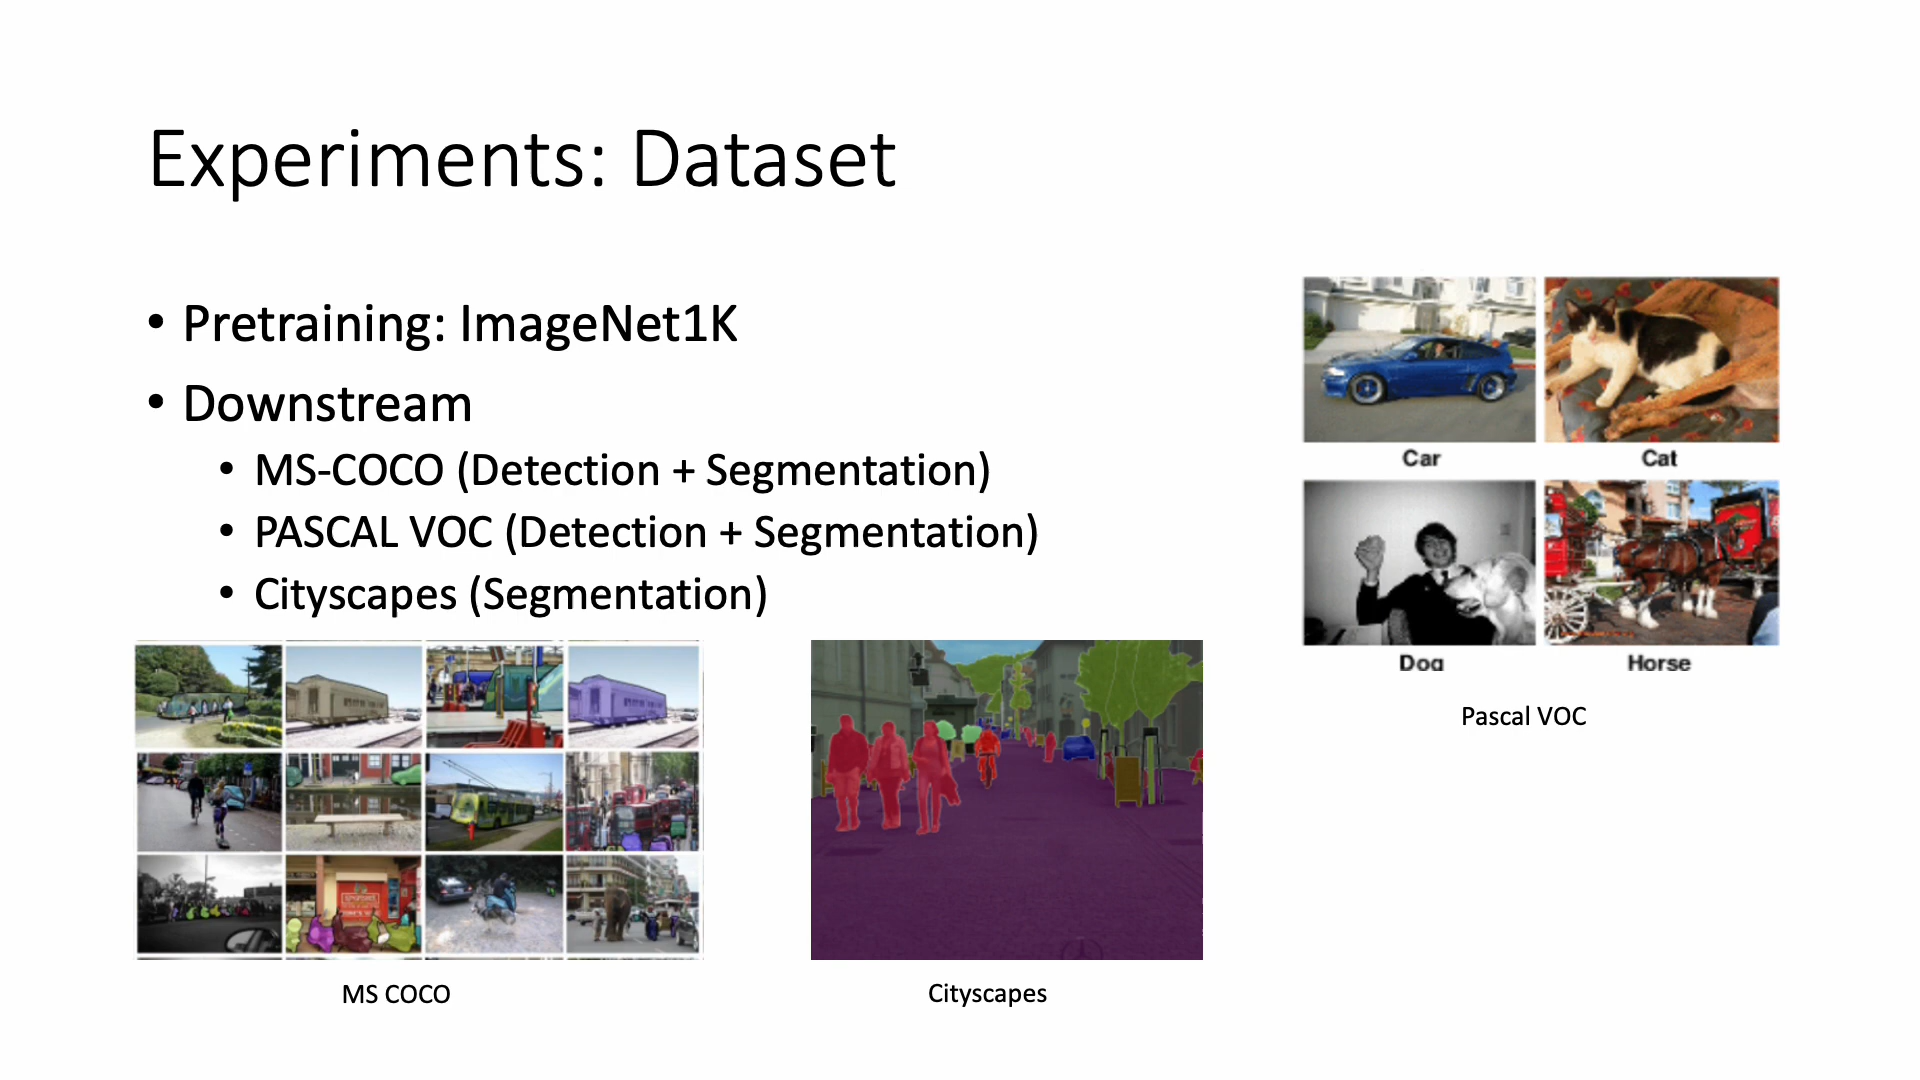 Experiments: Dataset
• Pretraining: ImageNet1K
• Downstream
• MS-COCO (Detection + Segmentation)
• PASCAL VOC (Detection + Segmentation)
• Cityscapes (Segmentation)
Car
Cat
Dog
Horse
Pascal VOC
MS COCO
Cityscapes